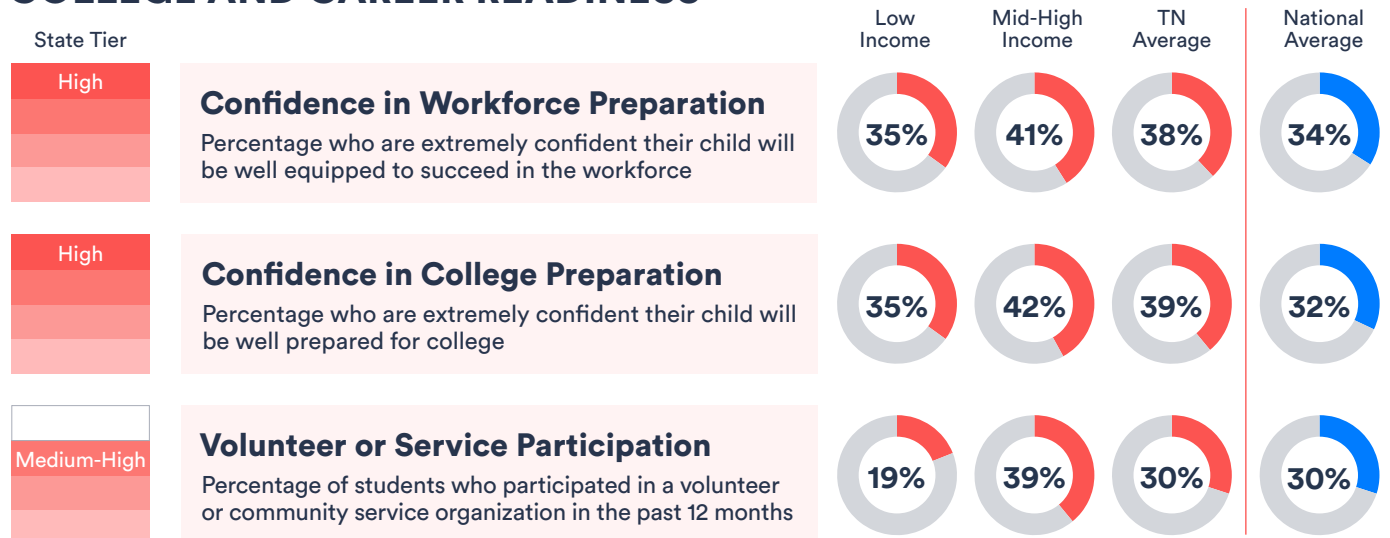 COLLEGE AND CAREER READINESS
State Tier
Low Income
Mid-High Income
TN Average
National Average
High
Confidence in Workforce Preparation
Percentage who are extremely confident their child will
be well equipped to succeed in the workforce
35%
41%
38%
34%
High
Confidence in College Preparation
Percentage who are extremely confident their child will
be well prepared for college
35%
42%
39%
32%
Medium-High
Volunteer or Service Participation
Percentage of students who participated in a volunteer
or community service organization in the past 12 months
19%
39%
30%
30%